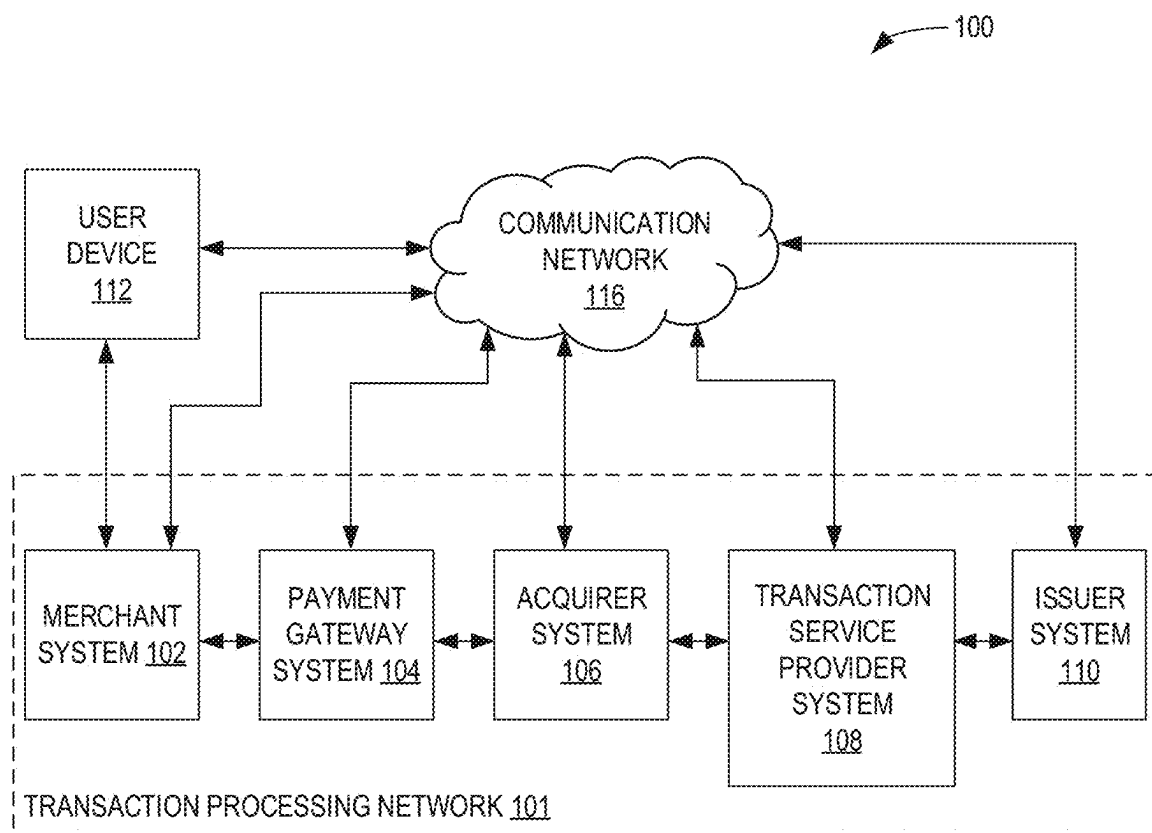 100
USER
DEVICE
112
COMMUNICATION
NETWORK
116
MERCHANT
SYSTEM 102
PAYMENT
GATEWAY
SYSTEM 104
ACQUIRER
SYSTEM
106
TRANSACTION
SERVICE
PROVIDER
SYSTEM
108
ISSUER
SYSTEM
110
TRANSACTION PROCESSING NETWORK 101